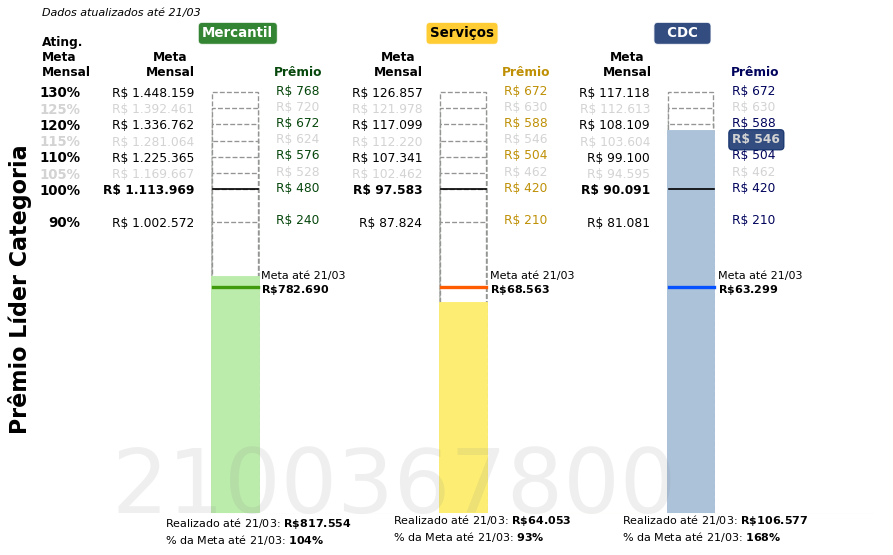 Dados atualizados até 21/03
Mercantil Serviços CDC
Ating. Meta Mensal Meta Mensal Prêmio Meta Mensal Prêmio Meta Mensal Prêmio
130% R$ 1.448.159 R$ 768 R$ 126.857 R$ 672 R$ 117.118 R$ 672
125% R$ 1.392.461 R$ 720 R$ 121.978 R$ 630 R$ 112.613 R$ 630
120% R$ 1.336.762 R$ 672 R$ 117.099 R$ 588 R$ 108.109 R$ 588
115% R$ 1.281.064 R$ 624 R$ 112.220 R$ 546 R$ 103.604 R$ 546
110% R$ 1.225.365 R$ 576 R$ 107.341 R$ 504 R$ 99.100 R$ 504
105% R$ 1.169.667 R$ 528 R$ 102.462 R$ 462 R$ 94.595 R$ 462
100% R$ 1.113.969 R$ 480 R$ 97.583 R$ 420 R$ 90.091 R$ 420
90% R$ 1.002.572 R$ 240 R$ 87.824 R$ 210 R$ 81.081 R$ 210
Meta até 21/03 Meta até 21/03 Meta até 21/03
R$782.690 R$68.563 R$63.299
Prêmio Líder Categoria
2100367800
Realizado até 21/03: R$817.554 Realizado até 21/03: R$64.053 Realizado até 21/03: R$106.577
% da Meta até 21/03: 104% % da Meta até 21/03: 93% % da Meta até 21/03: 168%